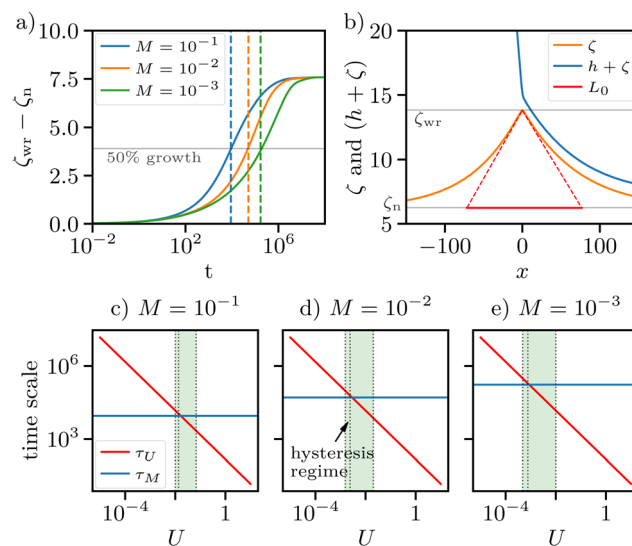 a)
b)
10.0
7.5
5.0
2.5
0.0
ζwr − ζn
M = 10⁻¹
M = 10⁻²
M = 10⁻³
50% growth
10⁻²
10²
10⁶
t
20
15
10
5
ζ and (h + ζ)
ζ
h + ζ
L₀
ζwr
ζn
−100
0
100
x
c) M = 10⁻¹
d) M = 10⁻²
e) M = 10⁻³
10⁶
10³
time scale
τU
τM
hysteresis
regime
10⁻⁴
1
10⁻⁴
1
10⁻⁴
1
U
U
U